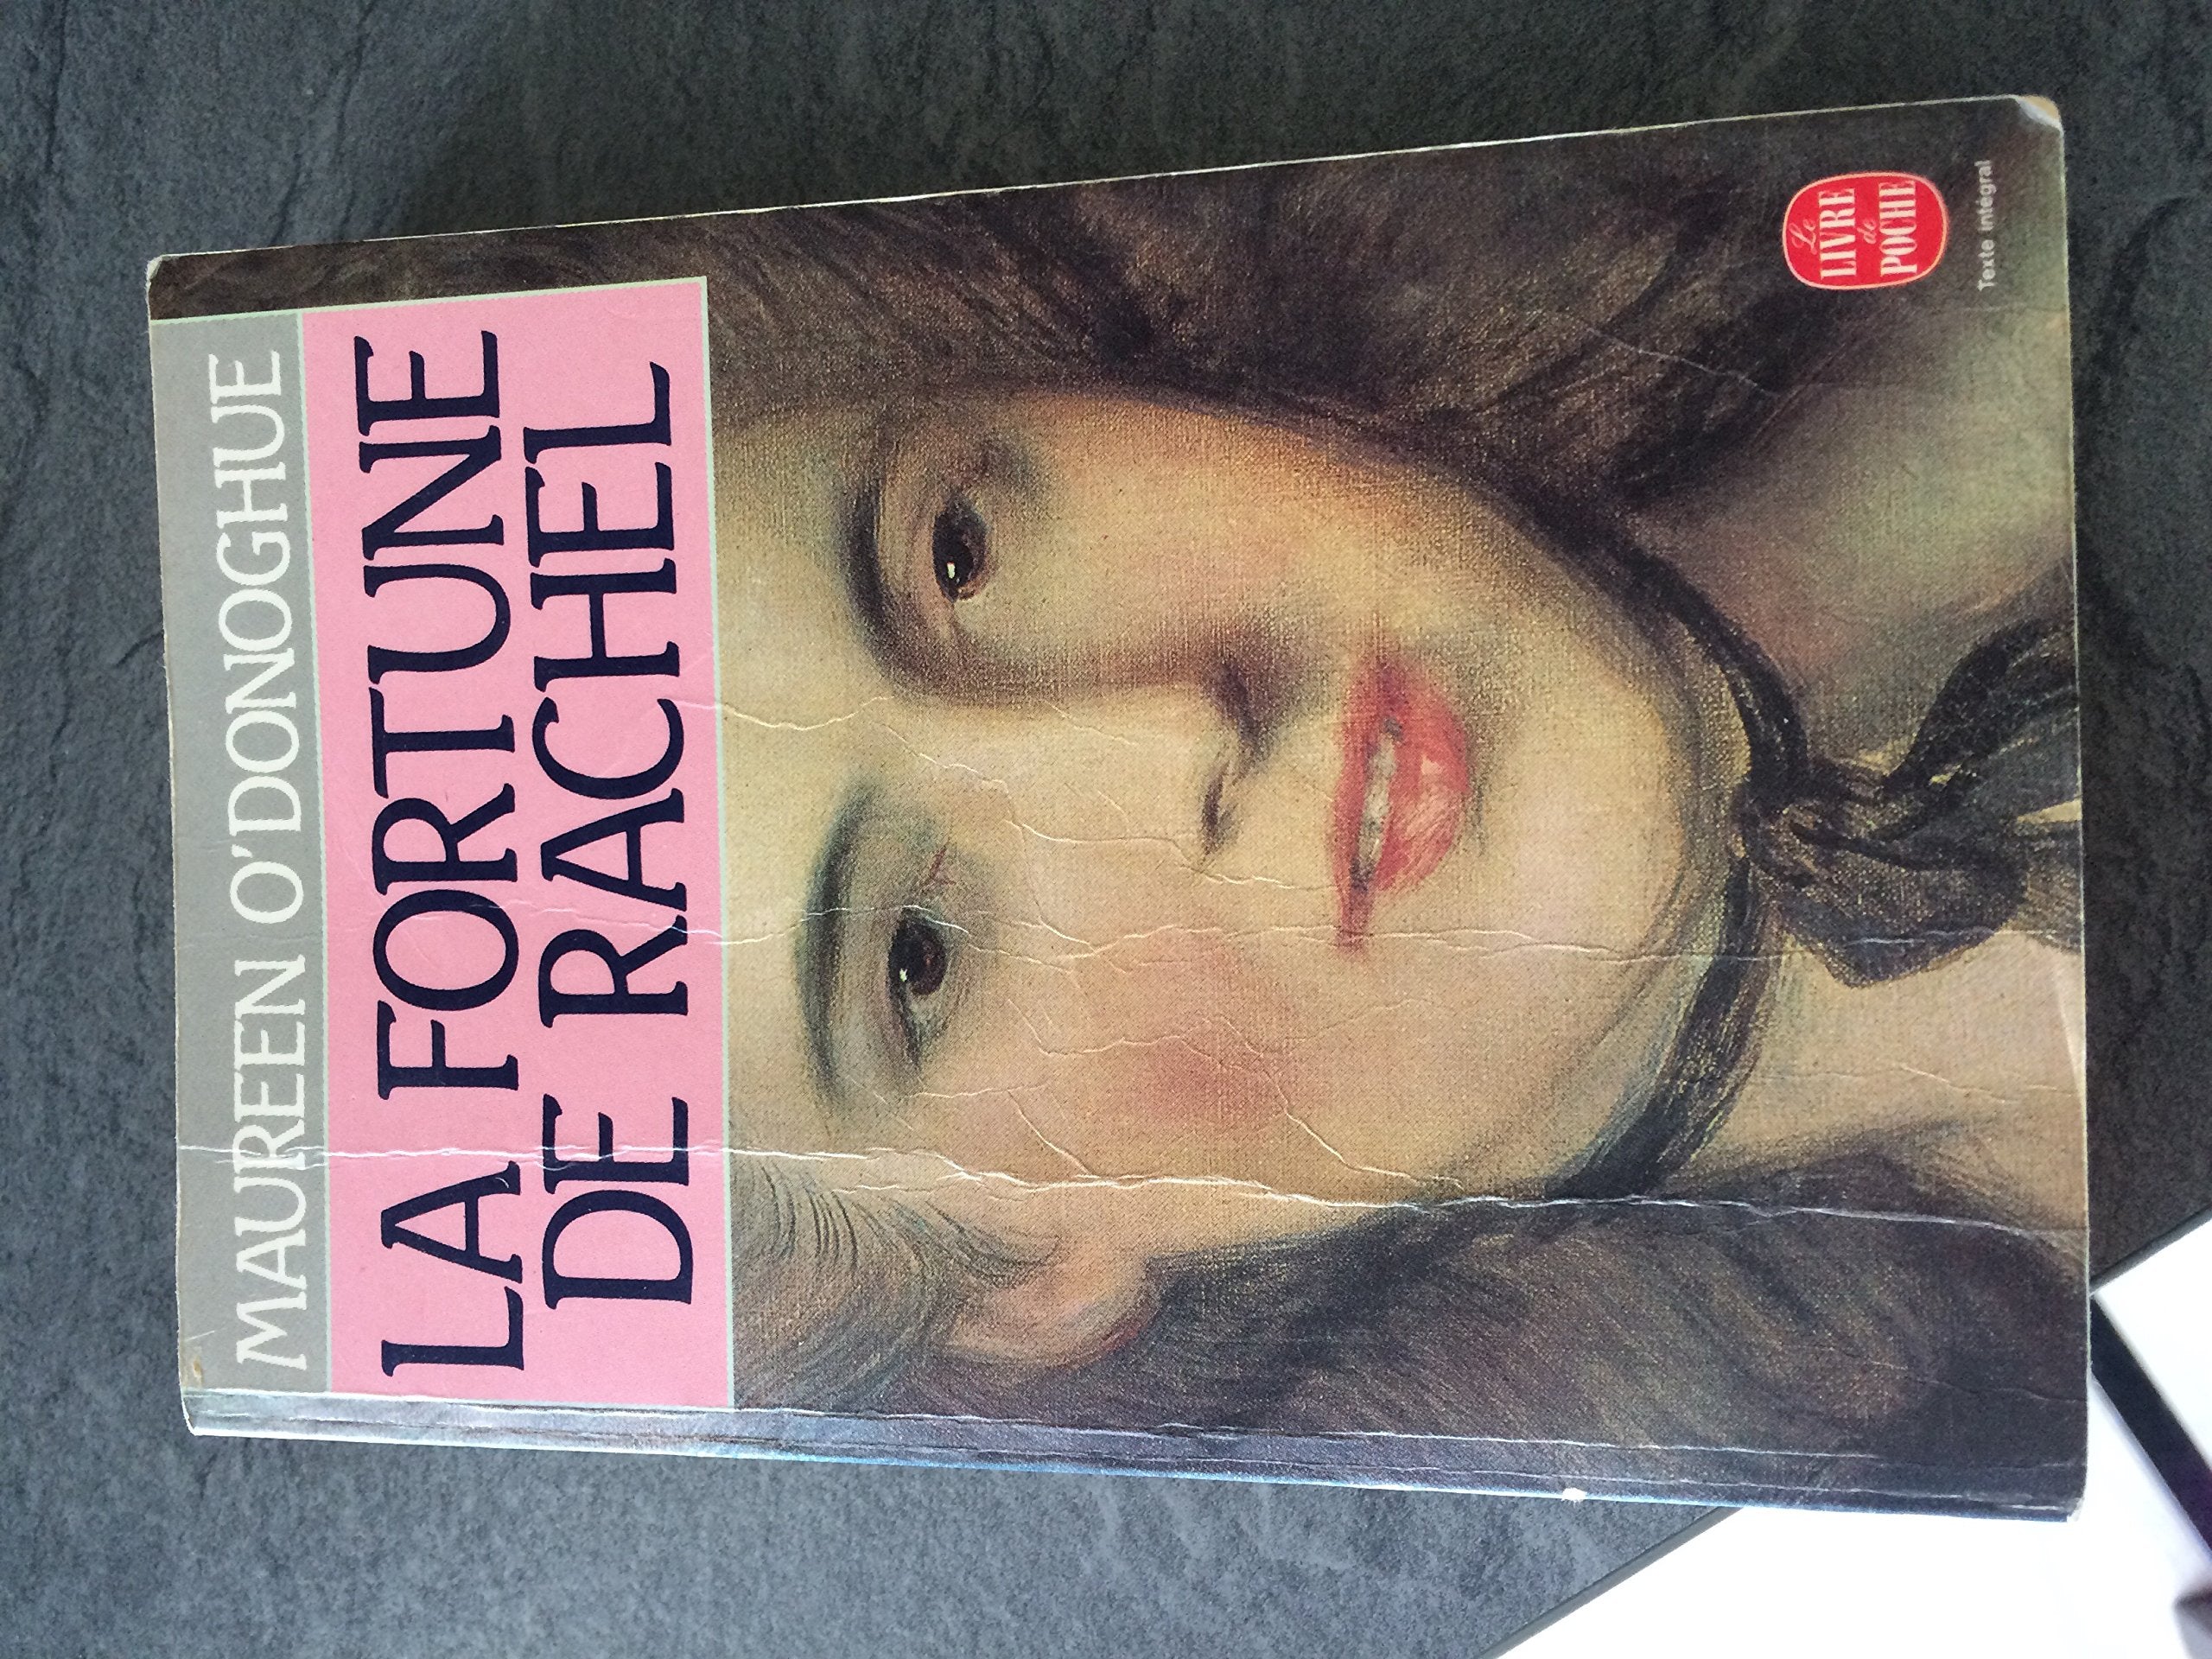 MAUREEN O'DONOGHUE
LA FORTUNE
DE RACHEL
Le
LIVRE
de
POCHE
Texte intégral